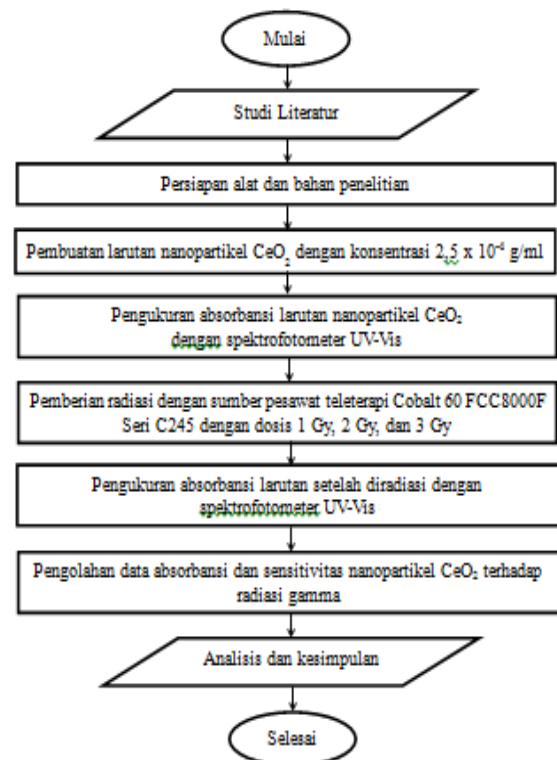 Mulai
Studi Literatur
Persiapan alat dan bahan penelitian
Pembuatan larutan nanopartikel CeO₂ dengan konsentrasi 2,5 x 10 g/ml
Pengukuran absorbansi larutan nanopartikel CeO₂
dengan spektrofotometer UV-Vis
Pemberian radiasi dengan sumber pesawat teleterapi Cobalt 60 FCC8000F
Seri C245 dengan dosis 1 Gy, 2 Gy, dan 3 Gy
Pengukuran absorbansi larutan setelah diradiasi dengan
spektrofotometer UV-Vis
Pengolahan data absorbansi dan sensitivitas nanopartikel CeO₂ terhadap
radiasi gamma
Analisis dan kesimpulan
Selesai